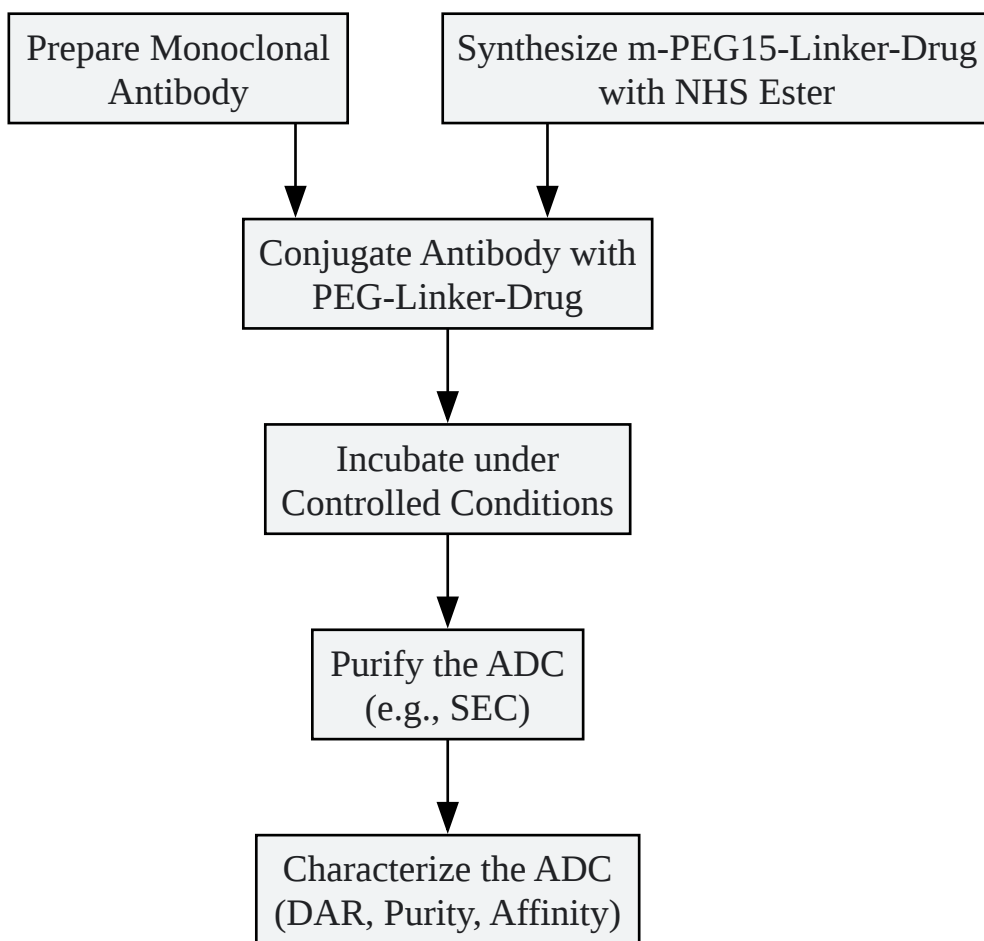 Prepare Monoclonal
Antibody
Synthesize m-PEG15-Linker-Drug
with NHS Ester
Conjugate Antibody with
PEG-Linker-Drug
Incubate under
Controlled Conditions
Purify the ADC
(e.g., SEC)
Characterize the ADC
(DAR, Purity, Affinity)